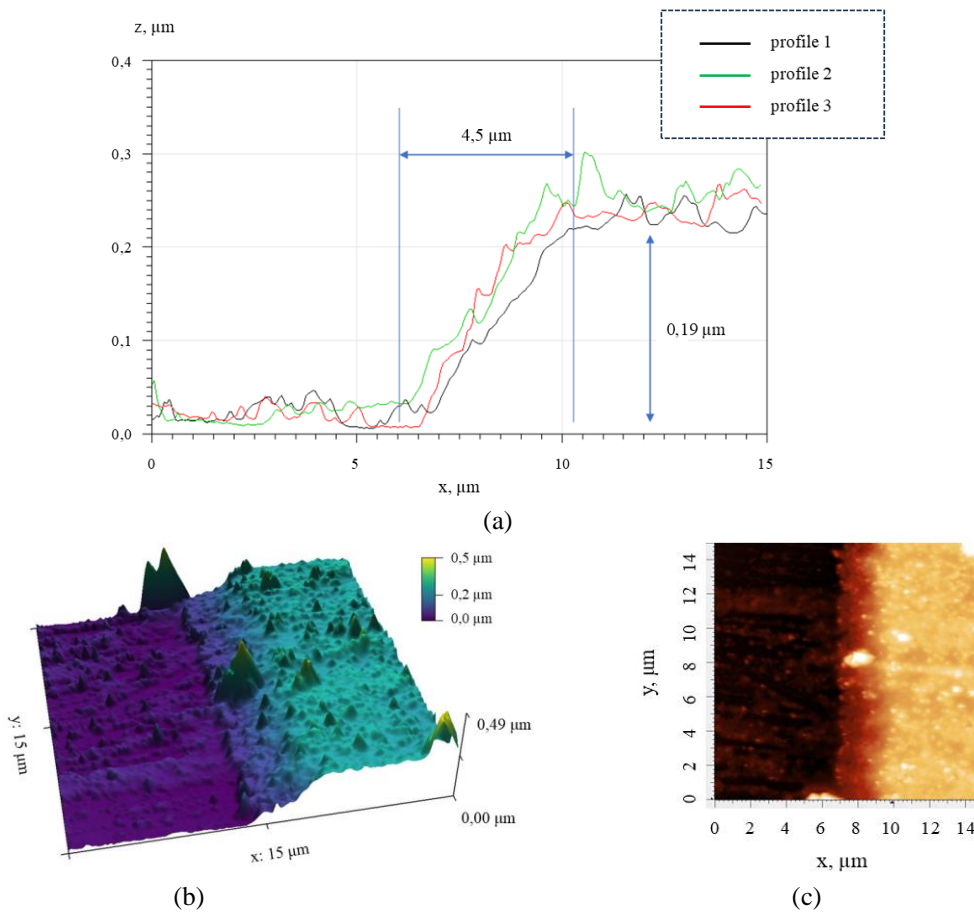 z, μm
0,4
0,3
0,2
0,1
0,0
profile 1
profile 2
profile 3
4,5 μm
0,19 μm
0 5 10 15
x, μm
(a)
0,5 μm
0,2 μm
0,0 μm
y: 15 μm
x: 15 μm
0,49 μm
0,00 μm
(b)
y, μm
14
12
10
8
6
4
2
0
0 2 4 6 8 10 12 14
x, μm
(c)